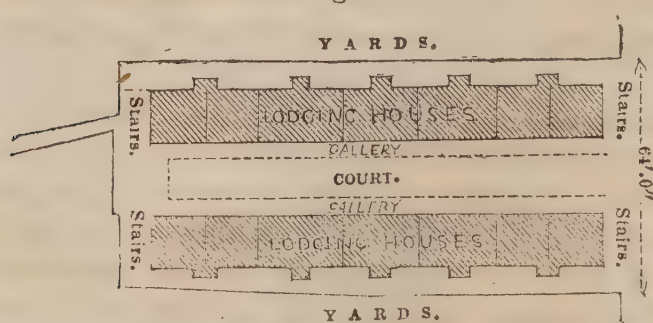 YARDS.
Stairs.
LODGING HOUSES
Stairs.
GALLERY
COURT.
64'.0"
GALLERY
Stairs.
LODGING HOUSES
Stairs.
YARDS.